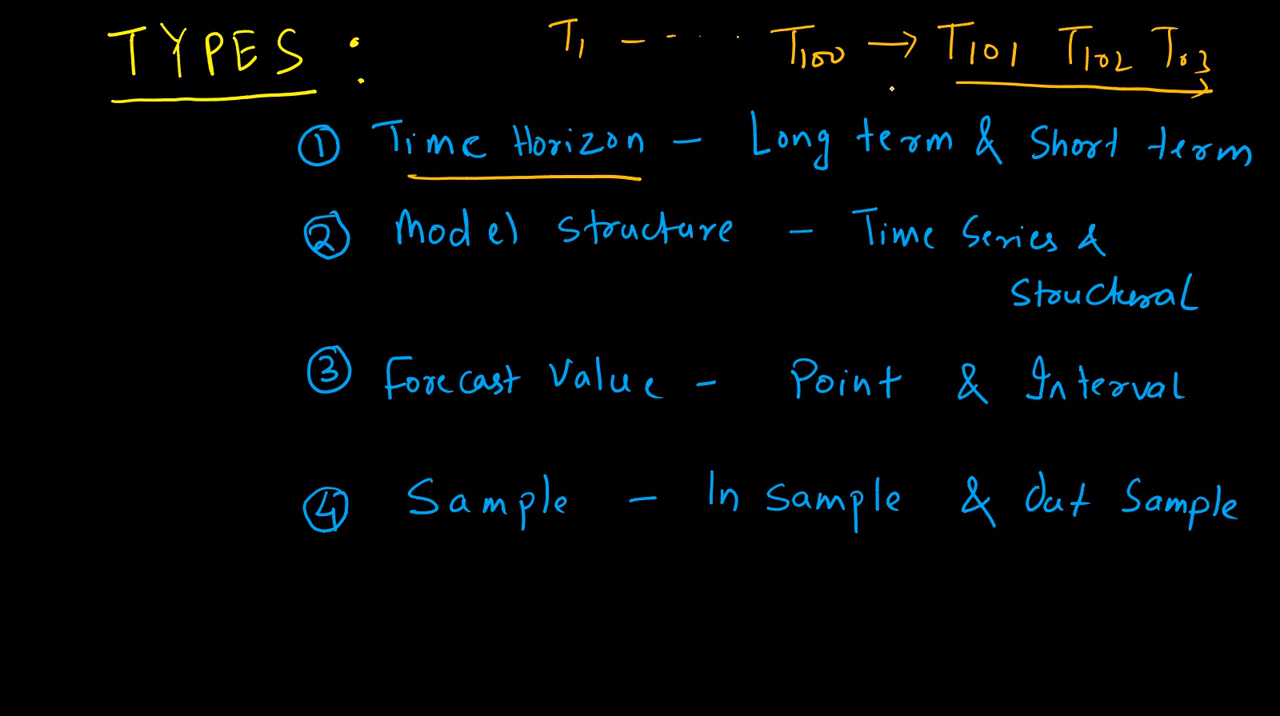 TYPES : T1 - - - . . . T100 → T101 T102 T103
① Time Horizon - Long term & Short term
② Model Structure - Time Series &
Structural
③ Forecast Value - Point & Interval
④ Sample - In Sample & Out Sample